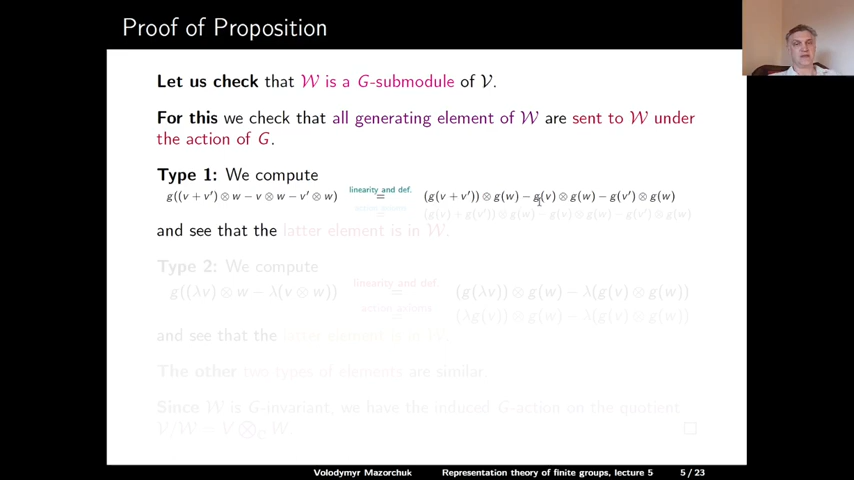 Proof of Proposition
Let us check that 𝒲 is a G-submodule of 𝒱.
For this we check that all generating element of 𝒲 are sent to 𝒲 under
the action of G.
Type 1: We compute
g((v + v′) ⊗ w − v ⊗ w − v′ ⊗ w) linearity and def. = (g(v + v′)) ⊗ g(w) − g(v) ⊗ g(w) − g(v′) ⊗ g(w)
action axioms = (g(v) + g(v′)) ⊗ g(w) − g(v) ⊗ g(w) − g(v′) ⊗ g(w)
and see that the latter element is in 𝒲.
Type 2: We compute
g((λv) ⊗ w − λ(v ⊗ w)) linearity and def. = (g(λv)) ⊗ g(w) − λ(g(v) ⊗ g(w))
action axioms = (λg(v)) ⊗ g(w) − λ(g(v) ⊗ g(w))
and see that the latter element is in 𝒲.
The other two types of elements are similar.
Since 𝒲 is G-invariant, we have the induced G-action on the quotient
𝒱/𝒲 = V ⊗_ℂ W. □
Volodymyr Mazorchuk Representation theory of finite groups, lecture 5 5 / 23